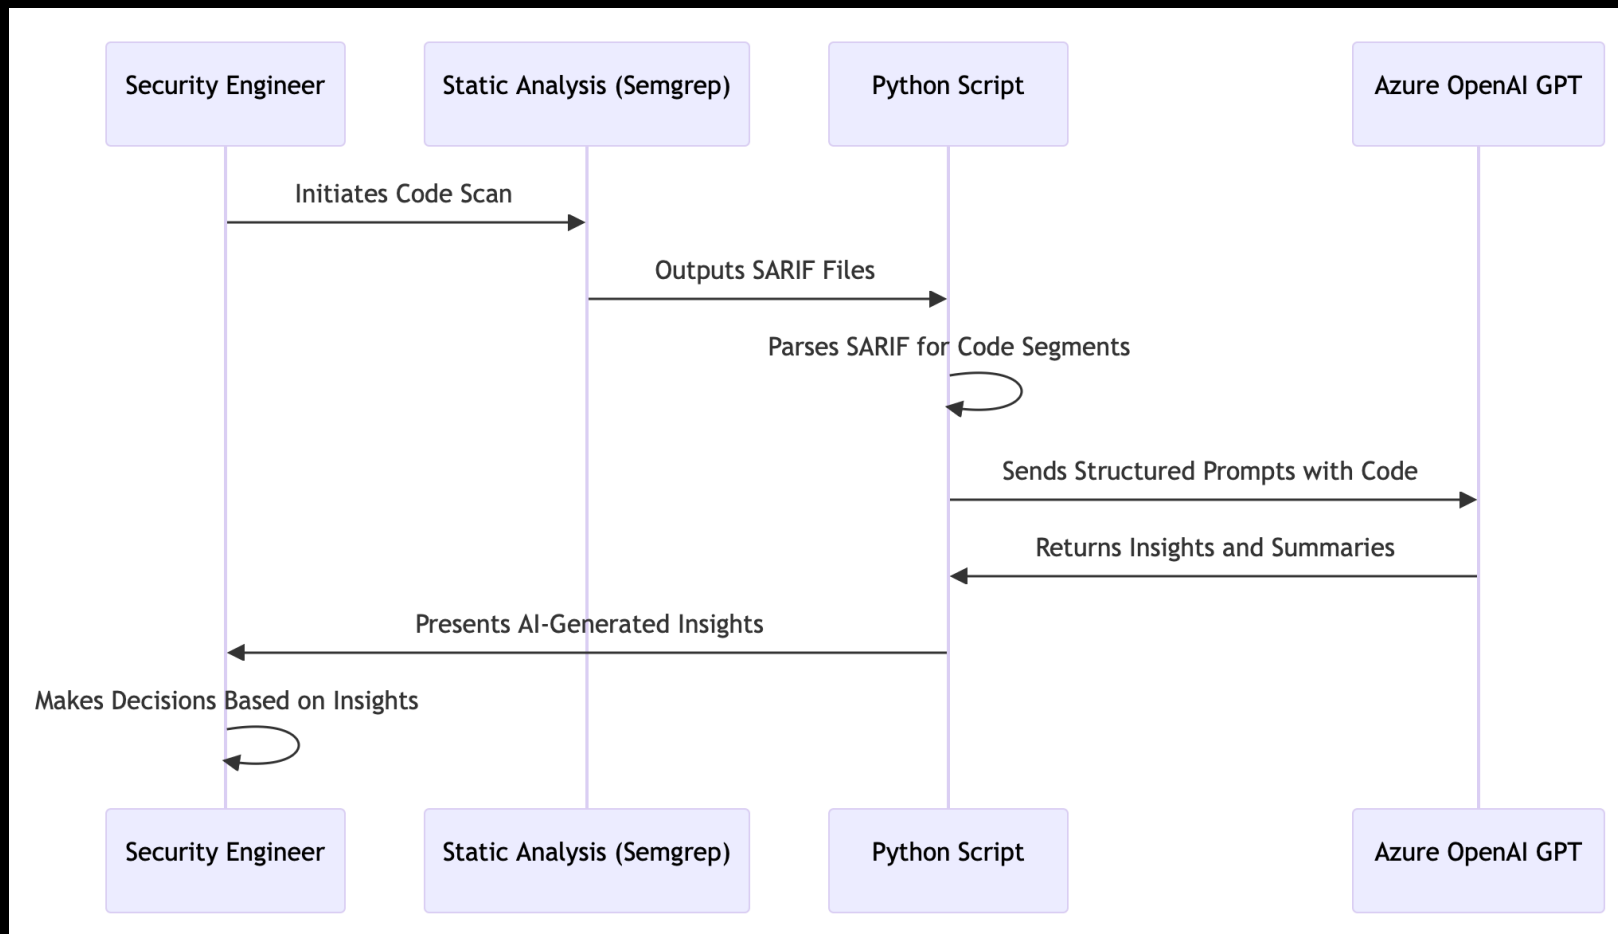 Security Engineer
Static Analysis (Semgrep)
Python Script
Azure OpenAI GPT
Initiates Code Scan
Outputs SARIF Files
Parses SARIF for Code Segments
Sends Structured Prompts with Code
Returns Insights and Summaries
Presents AI-Generated Insights
Makes Decisions Based on Insights
Security Engineer
Static Analysis (Semgrep)
Python Script
Azure OpenAI GPT